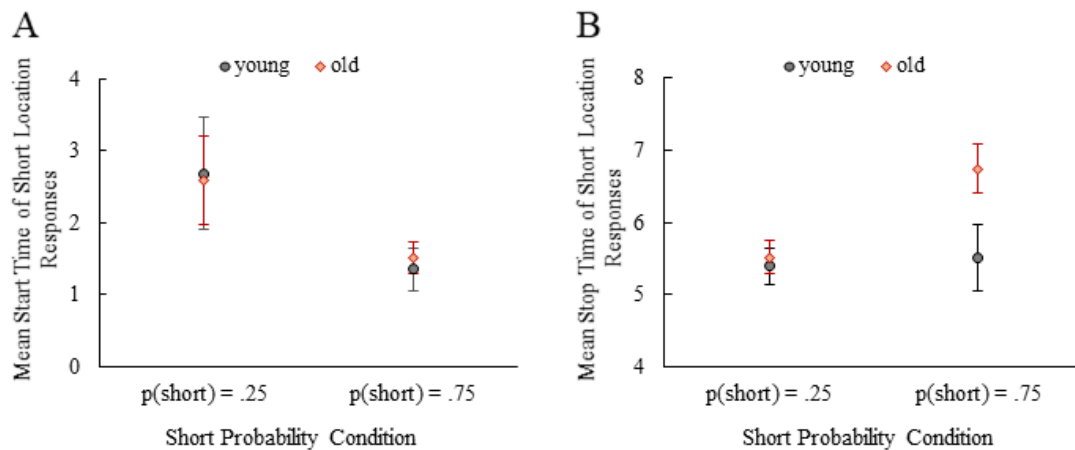 A
young old
Mean Start Time of Short Location
Responses
4
3
2
1
0
p(short) = .25 p(short) = .75
Short Probability Condition
B
young old
Mean Stop Time of Short Location
Responses
8
7
6
5
4
p(short) = .25 p(short) = .75
Short Probability Condition